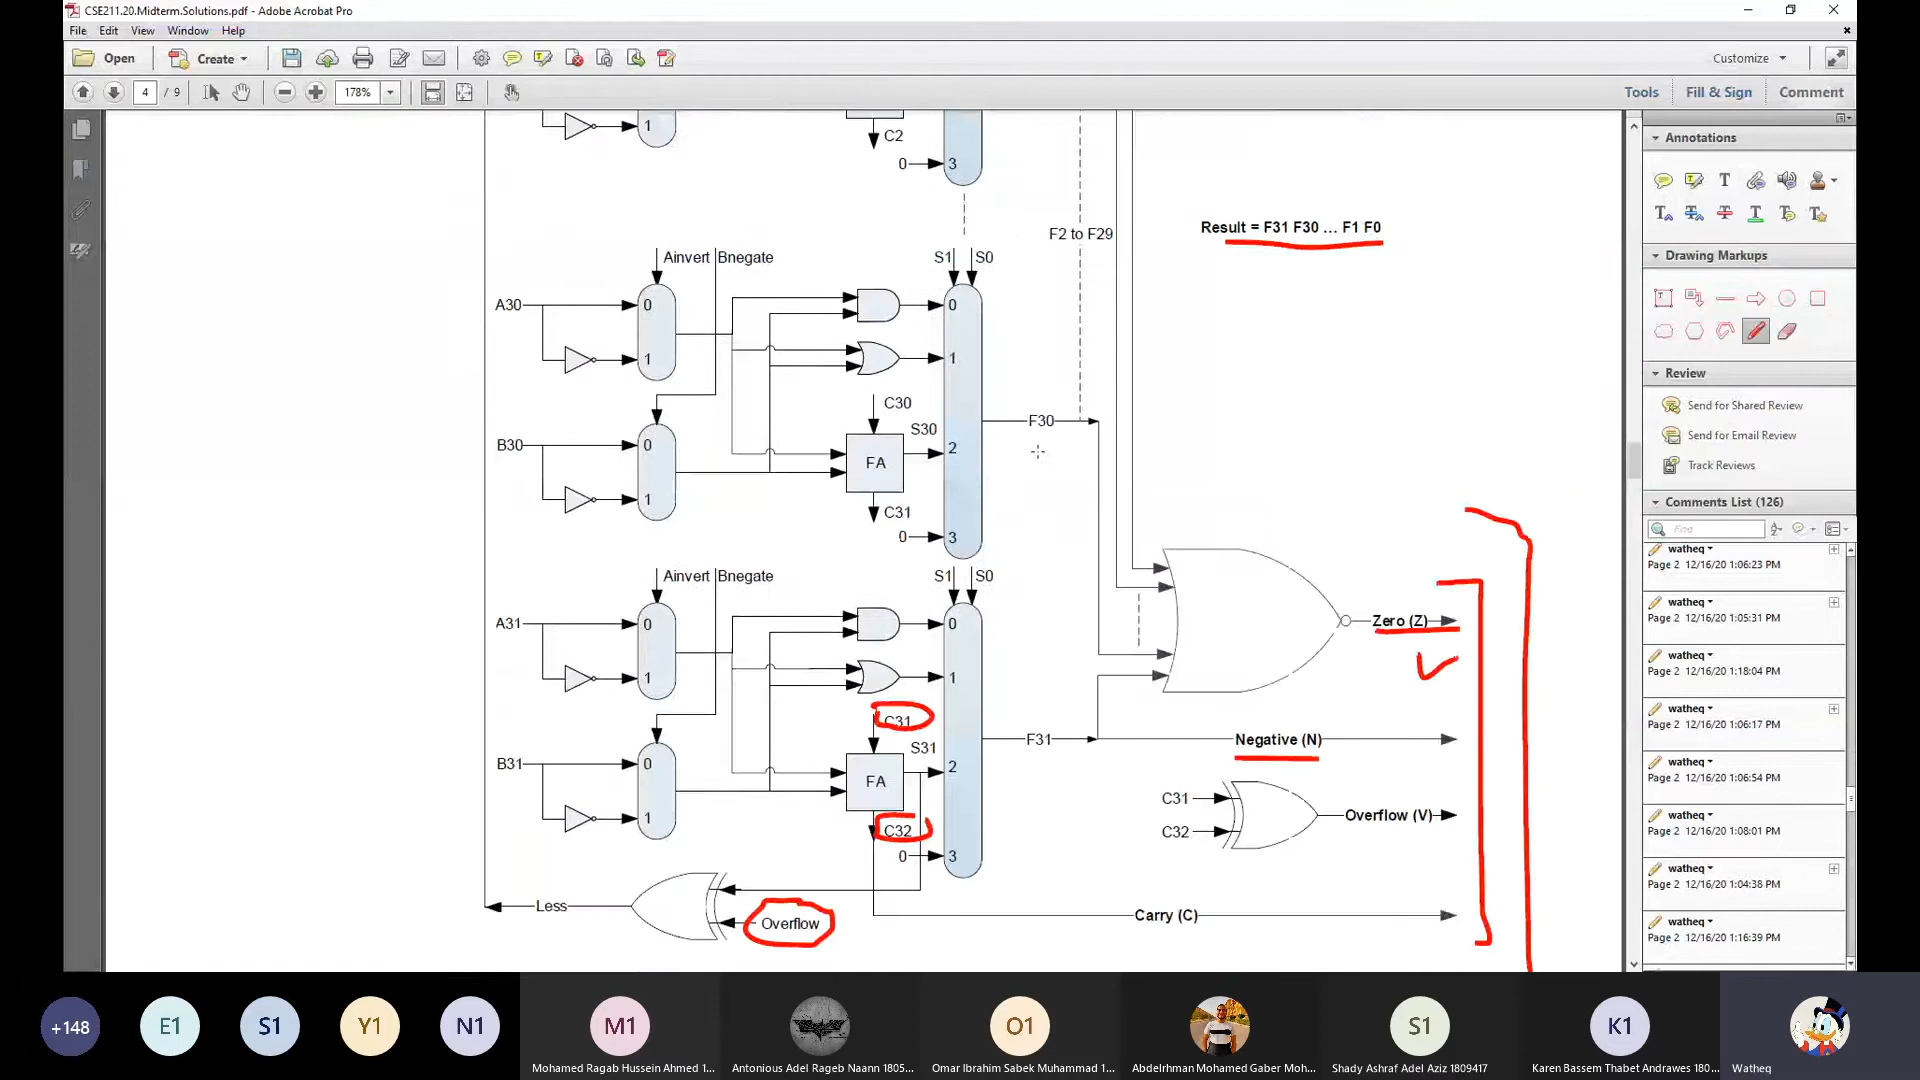 CSE211.20.Midterm.Solutions.pdf - Adobe Acrobat Pro
File Edit View Window Help
Open Create Customize
4 / 9 178% Tools Fill & Sign Comment
1
C2
0 3
F2 to F29
Result = F31 F30 ... F1 F0
Ainvert Bnegate S1 S0
A30 0 0
1 1
C30
S30
F30
B30 0 2
FA
1 C31
0 3
Ainvert Bnegate S1 S0
A31 0 0
Zero (Z)
1 1
C31
S31 F31 Negative (N)
B31 0 2
FA
C31
Overflow (V)
1 C32 C32
0 3
Less Overflow
Carry (C)
Annotations
T
T T T T T T
Drawing Markups
T
Review
Send for Shared Review
Send for Email Review
Track Reviews
Comments List (126)
Find
watheq
Page 2 12/16/20 1:06:23 PM
watheq
Page 2 12/16/20 1:05:31 PM
watheq
Page 2 12/16/20 1:18:04 PM
watheq
Page 2 12/16/20 1:06:17 PM
watheq
Page 2 12/16/20 1:06:54 PM
watheq
Page 2 12/16/20 1:08:01 PM
watheq
Page 2 12/16/20 1:04:38 PM
watheq
Page 2 12/16/20 1:16:39 PM
+148 E1 S1 Y1 N1 M1 O1 S1 K1
Mohamed Ragab Hussein Ahmed 1...
Antonious Adel Rageb Naann 1805...
Omar Ibrahim Sabek Muhammad 1...
Abdelrhman Mohamed Gaber Moh...
Shady Ashraf Adel Aziz 1809417
Karen Bassem Thabet Andrawes 180...
Watheq